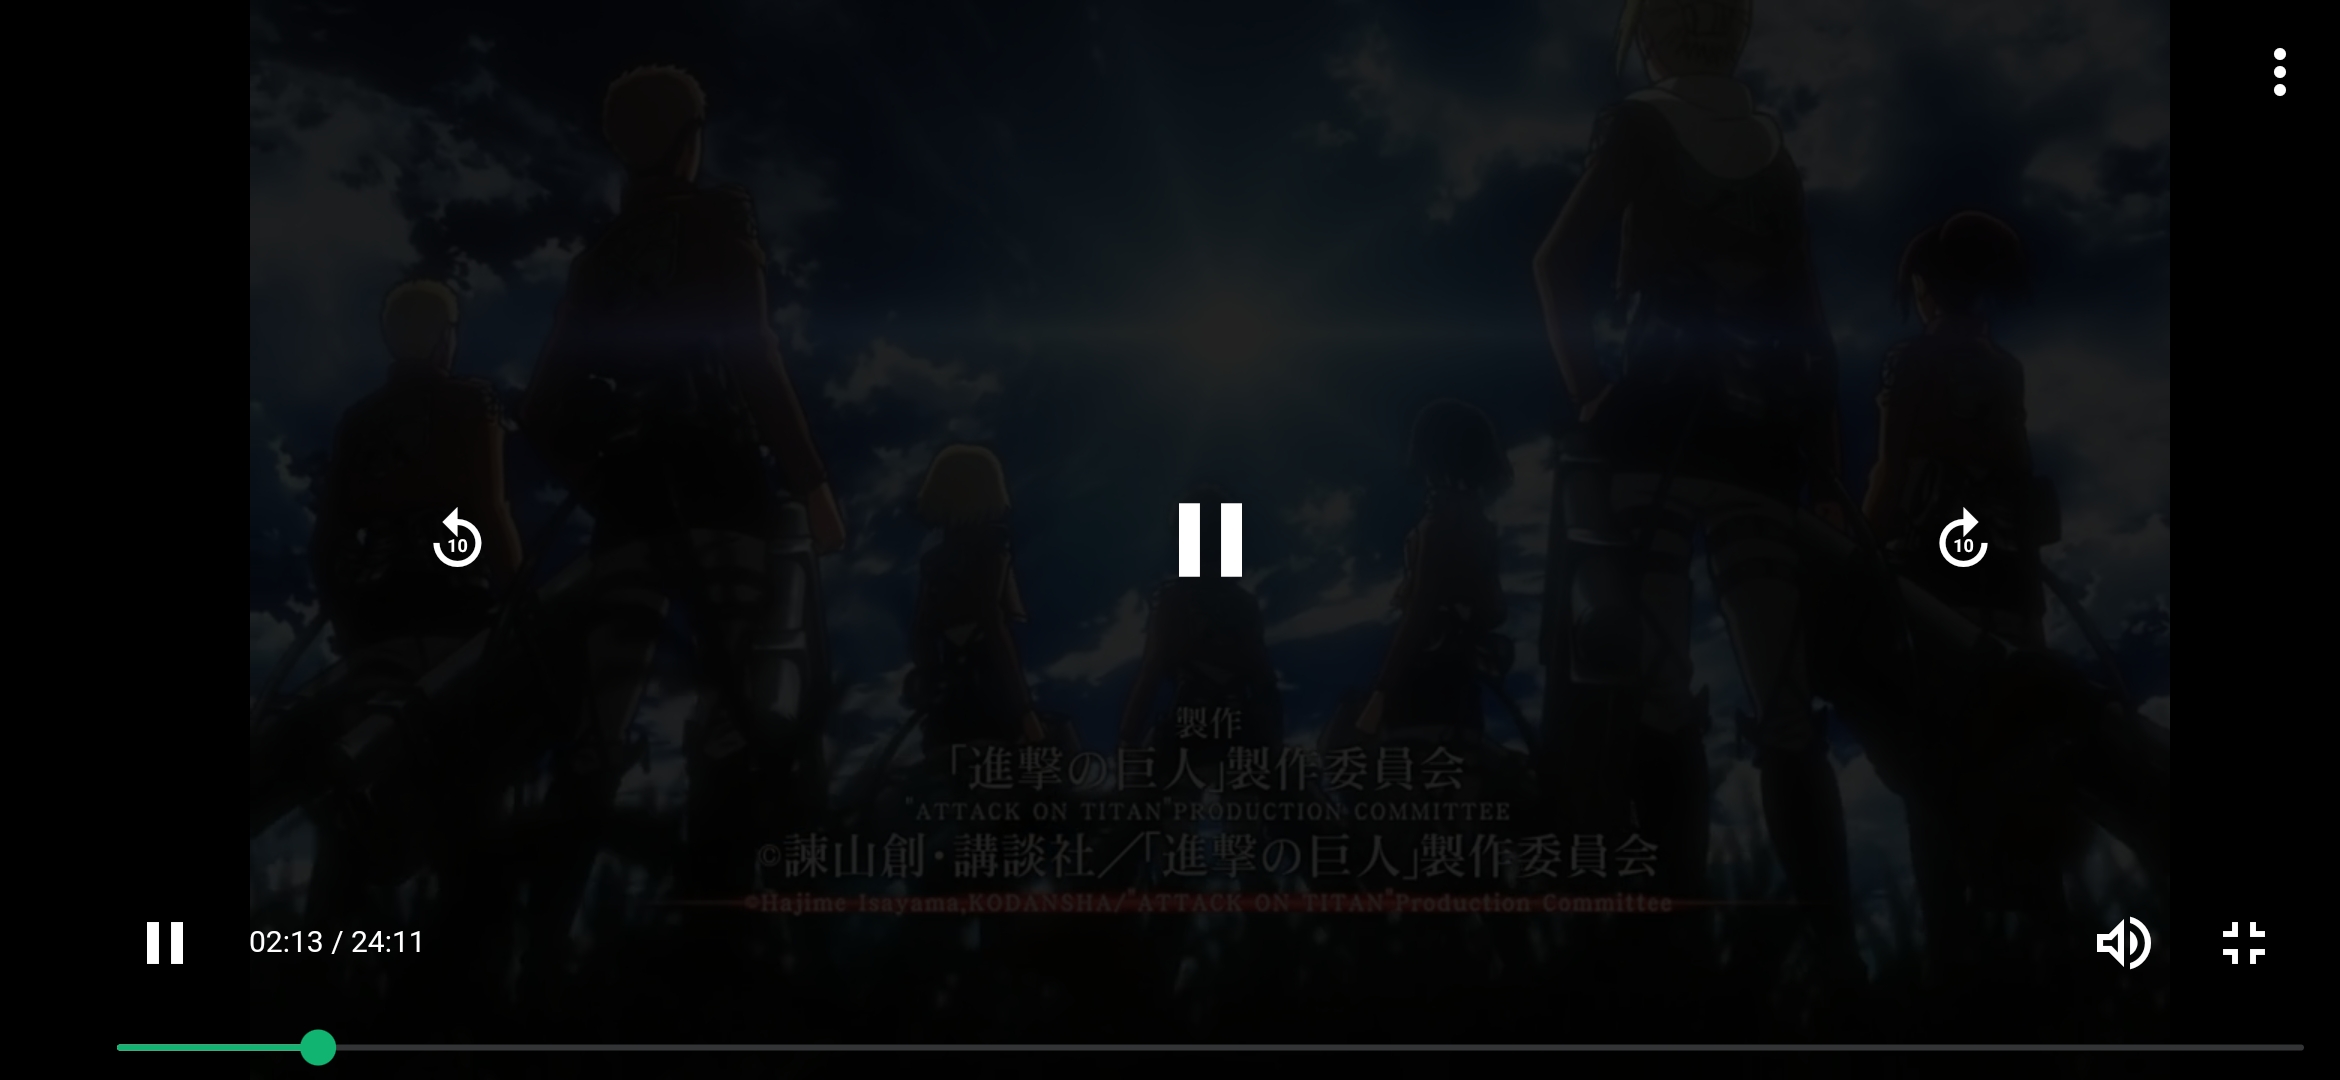 10
10
製作
「進撃の巨人」製作委員会
"ATTACK ON TITAN"PRODUCTION COMMITTEE
©諫山創・講談社／「進撃の巨人」製作委員会
©Hajime Isayama,KODANSHA/"ATTACK ON TITAN"Production Committee
02:13 / 24:11